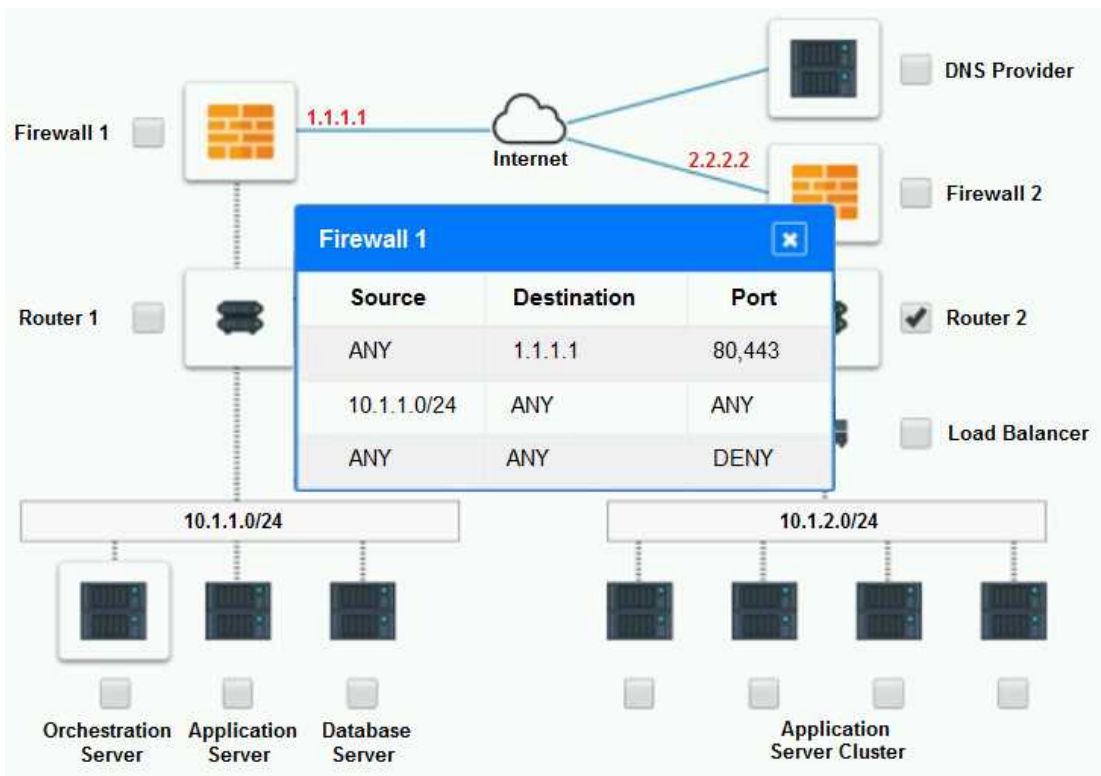 DNS Provider
Firewall 1
1.1.1.1
Internet
2.2.2.2
Firewall 2
Firewall 1
Source Destination Port
ANY 1.1.1.1 80,443
10.1.1.0/24 ANY ANY
ANY ANY DENY
Router 1
Router 2
Load Balancer
10.1.1.0/24
10.1.2.0/24
Orchestration
Server
Application
Server
Database
Server
Application
Server Cluster